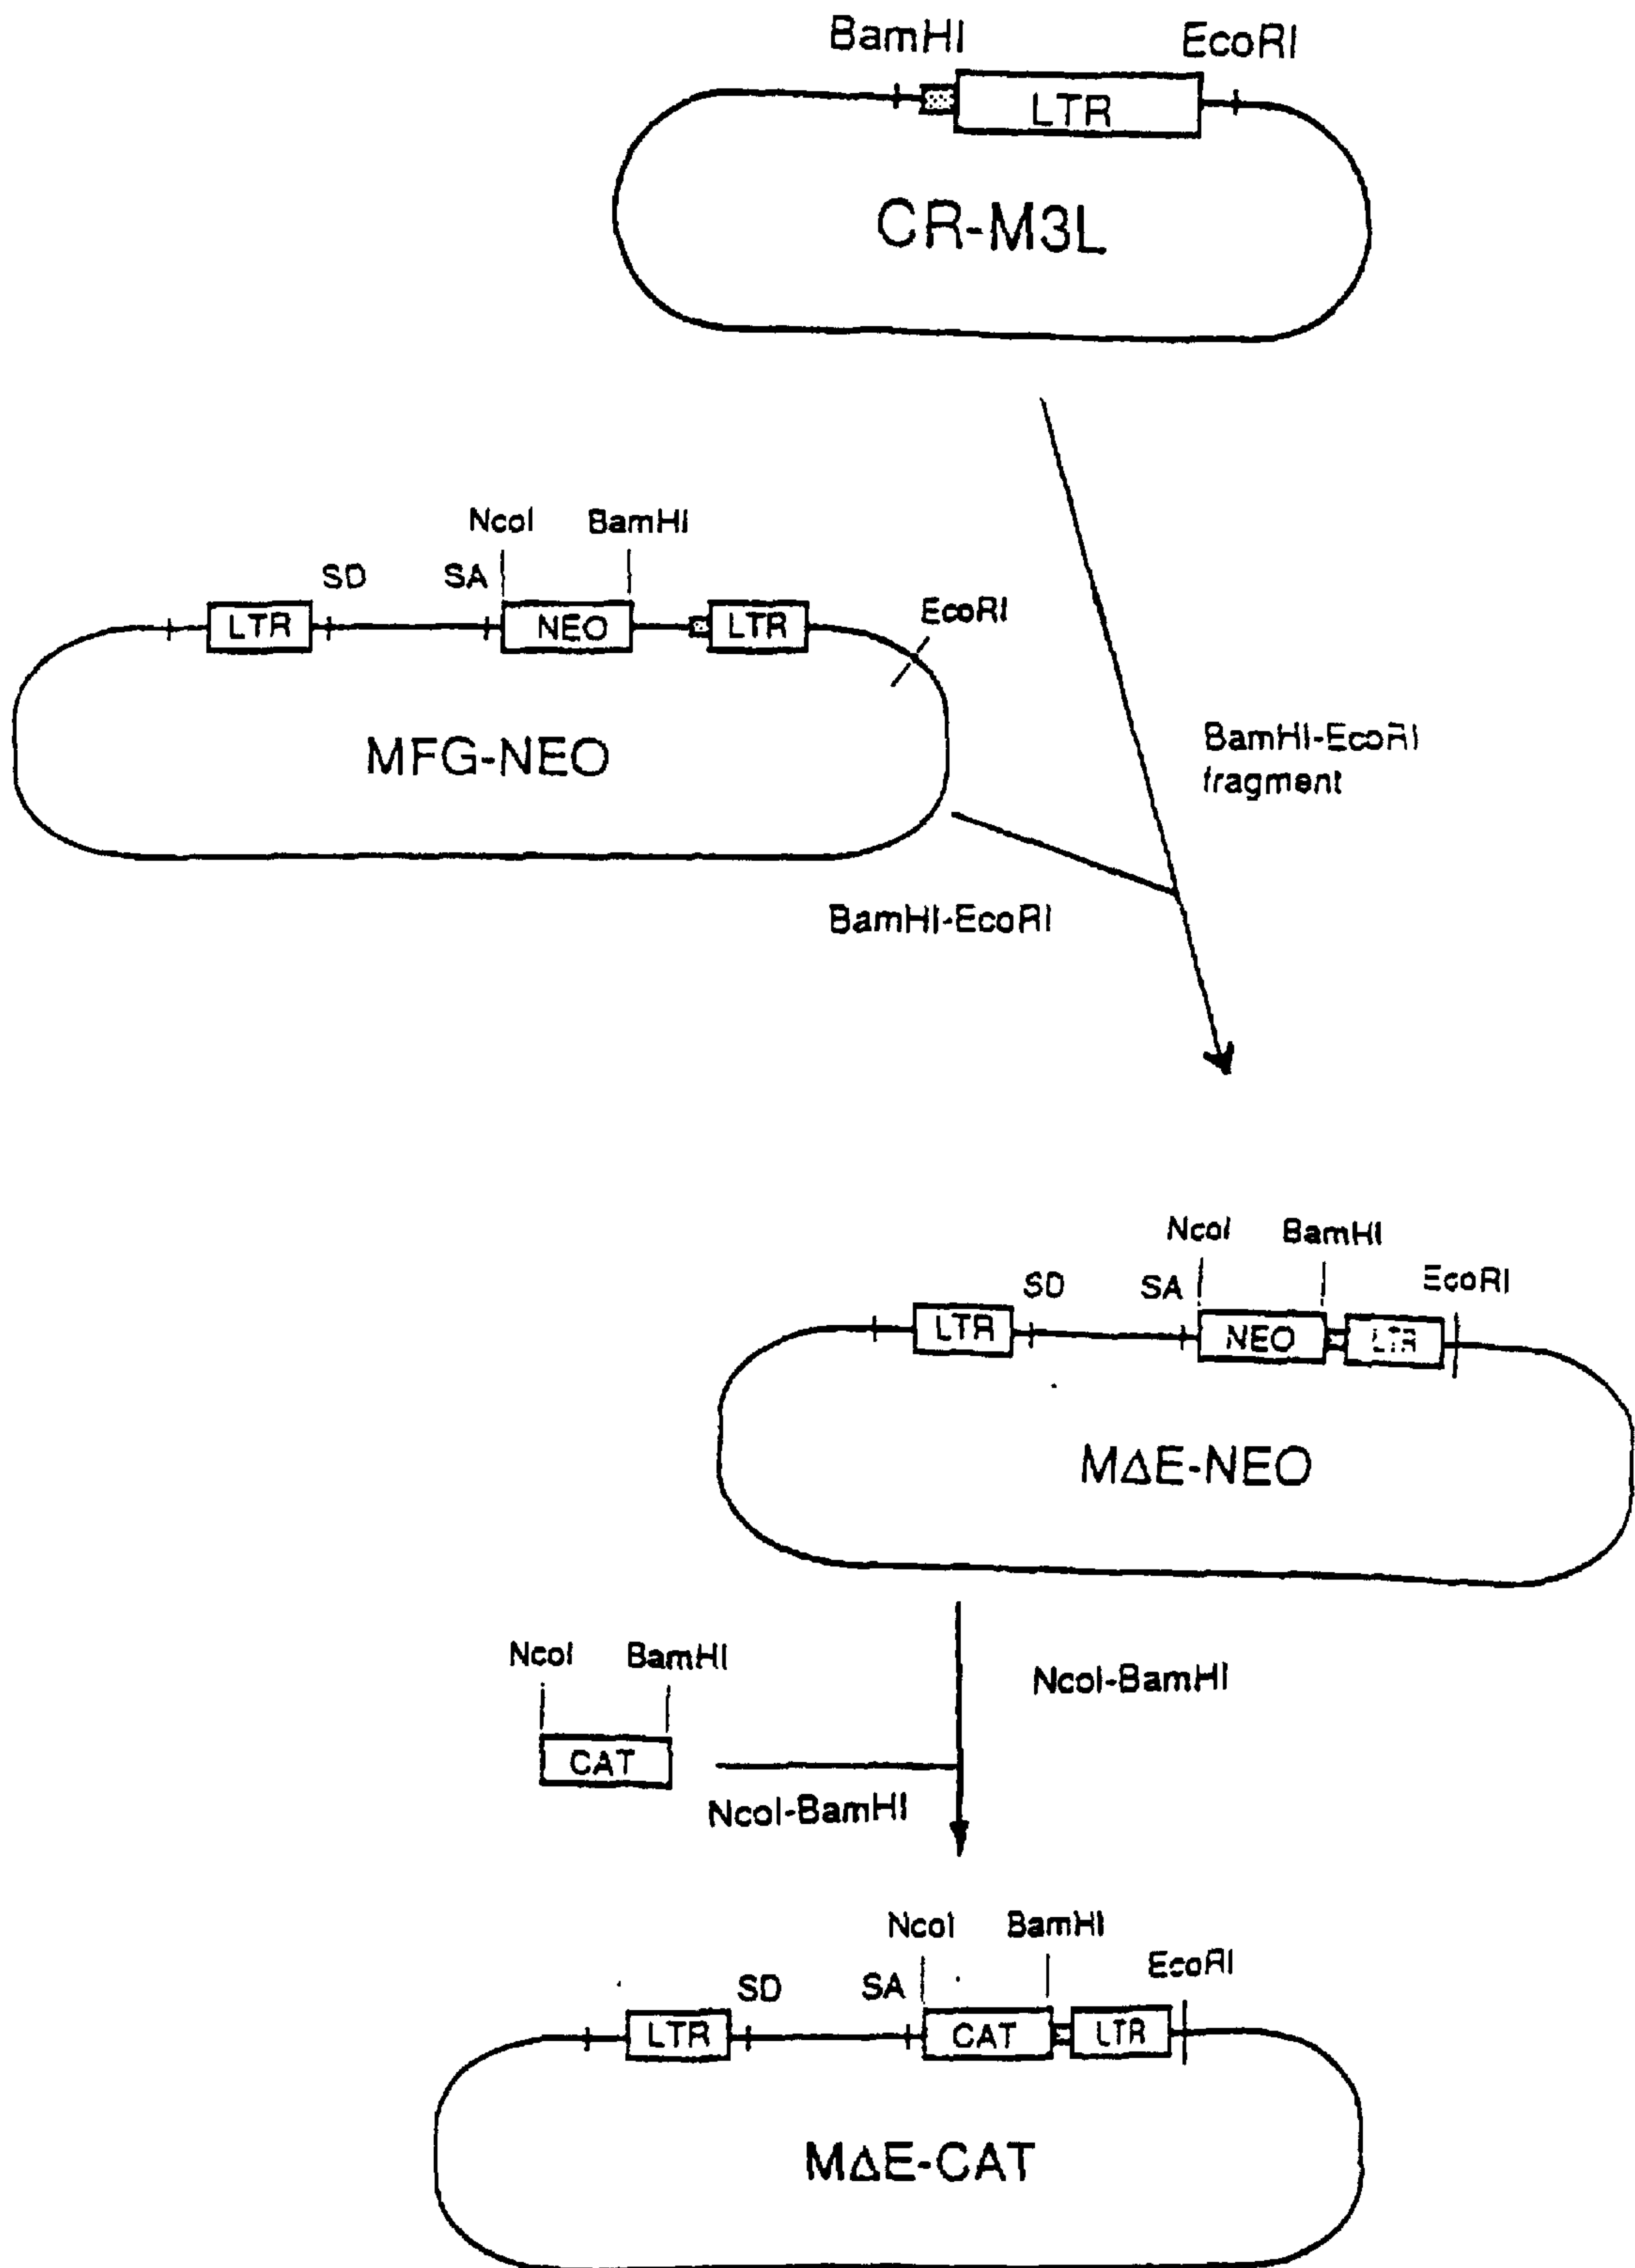 BamHI EcoRI
LTR
CR-M3L
NcoI BamHI
SD SA EcoRI
LTR NEO LTR
MFG-NEO
BamHI-EcoRI
fragment
BamHI-EcoRI
NcoI BamHI
SD SA EcoRI
LTR NEO LTR
MΔE-NEO
NcoI BamHI
NcoI-BamHI
CAT
NcoI-BamHI
NcoI BamHI
SD SA EcoRI
LTR CAT LTR
MΔE-CAT